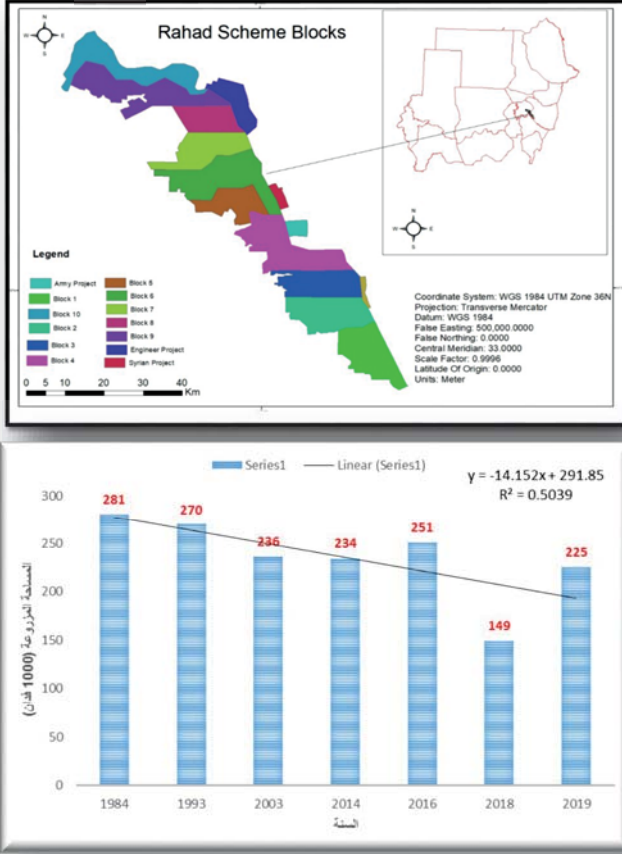 Rahad Scheme Blocks
N
W
E
S
N
W
E
S
Legend
Army Project
Block 1
Block 10
Block 2
Block 3
Block 4
Block 5
Block 6
Block 7
Block 8
Block 9
Engineer Project
Syrian Project
0 5 10 20 30 40
Km
Coordinate System: WGS 1984 UTM Zone 36N
Projection: Transverse Mercator
Datum: WGS 1984
False Easting: 500,000.0000
False Northing: 0.0000
Central Meridian: 33.0000
Scale Factor: 0.9996
Latitude Of Origin: 0.0000
Units: Meter
Series1 Linear (Series1)
y = -14.152x + 291.85
R² = 0.5039
المساحة المزروعة (1000 فدان)
300
250
200
150
100
50
0
281
270
236
234
251
149
225
1984 1993 2003 2014 2016 2018 2019
السنة